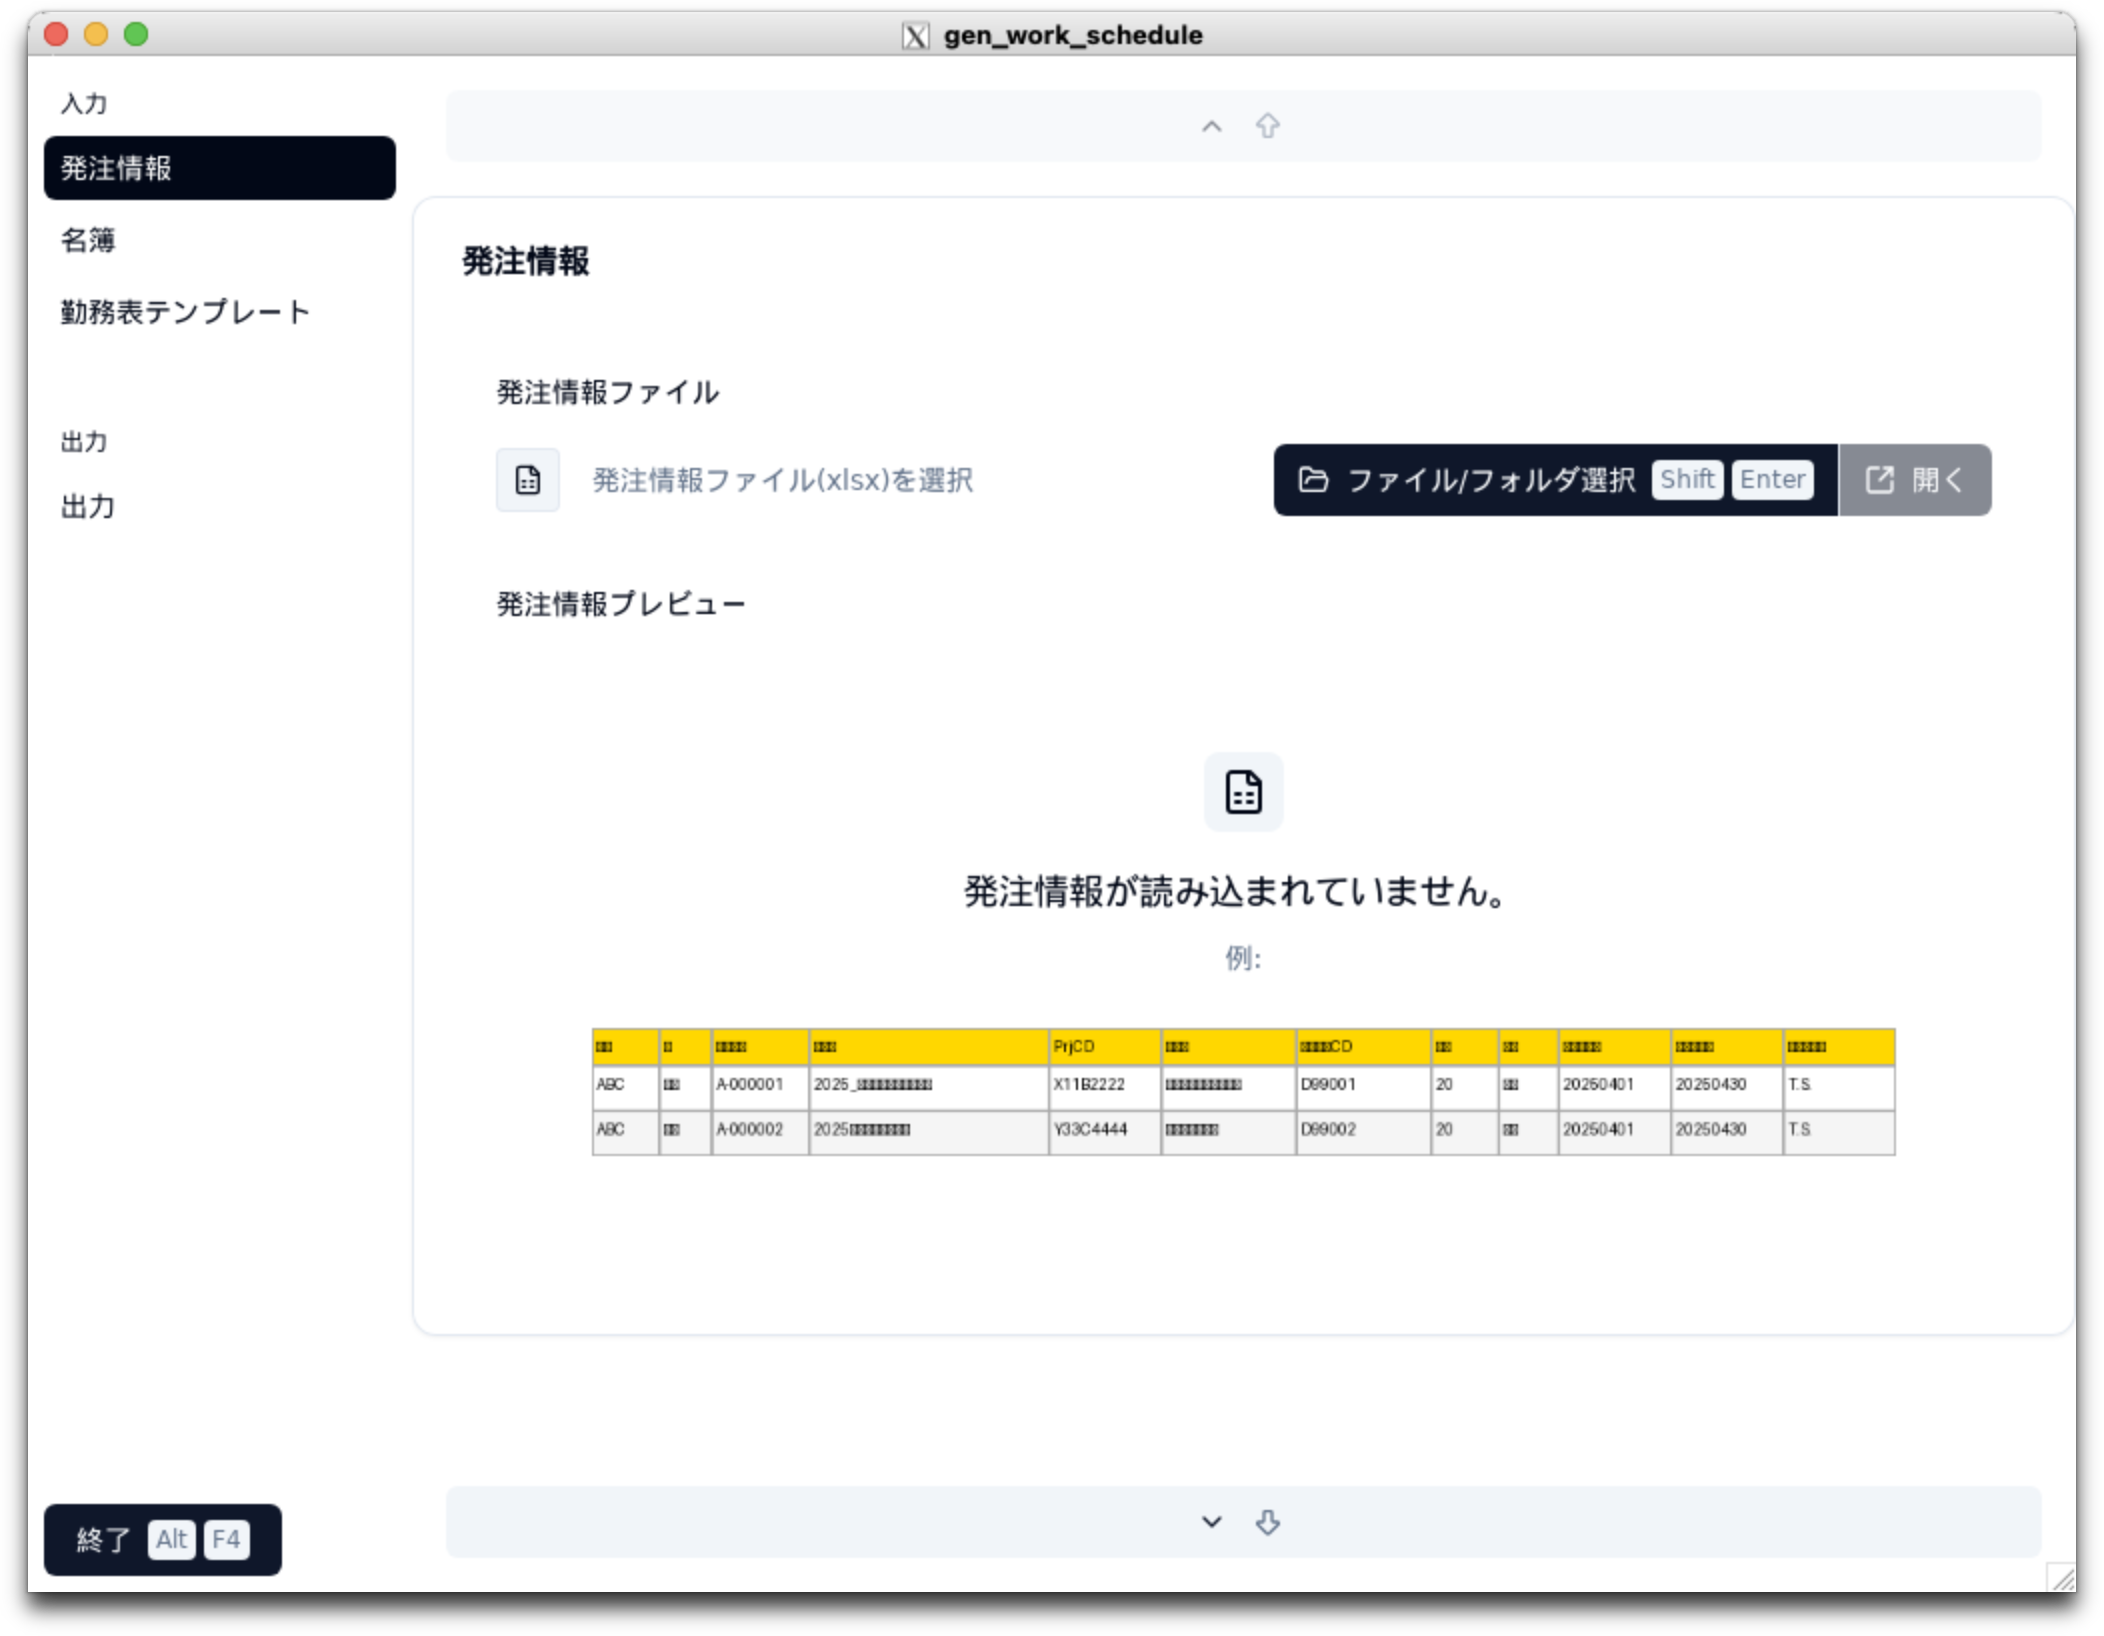 gen_work_schedule
入力
発注情報
名簿
勤務表テンプレート
出力
出力
終了 Alt F4
発注情報
発注情報ファイル
発注情報ファイル(xlsx)を選択 ファイル/フォルダ選択 Shift Enter 開く
発注情報プレビュー
発注情報が読み込まれていません。
例:
PrjCD CD
ABC A-000001 2025_ X11B2222 D99001 20 20250401 20250430 T.S.
ABC A-000002 2025 Y33C4444 D99002 20 20250401 20250430 T.S.